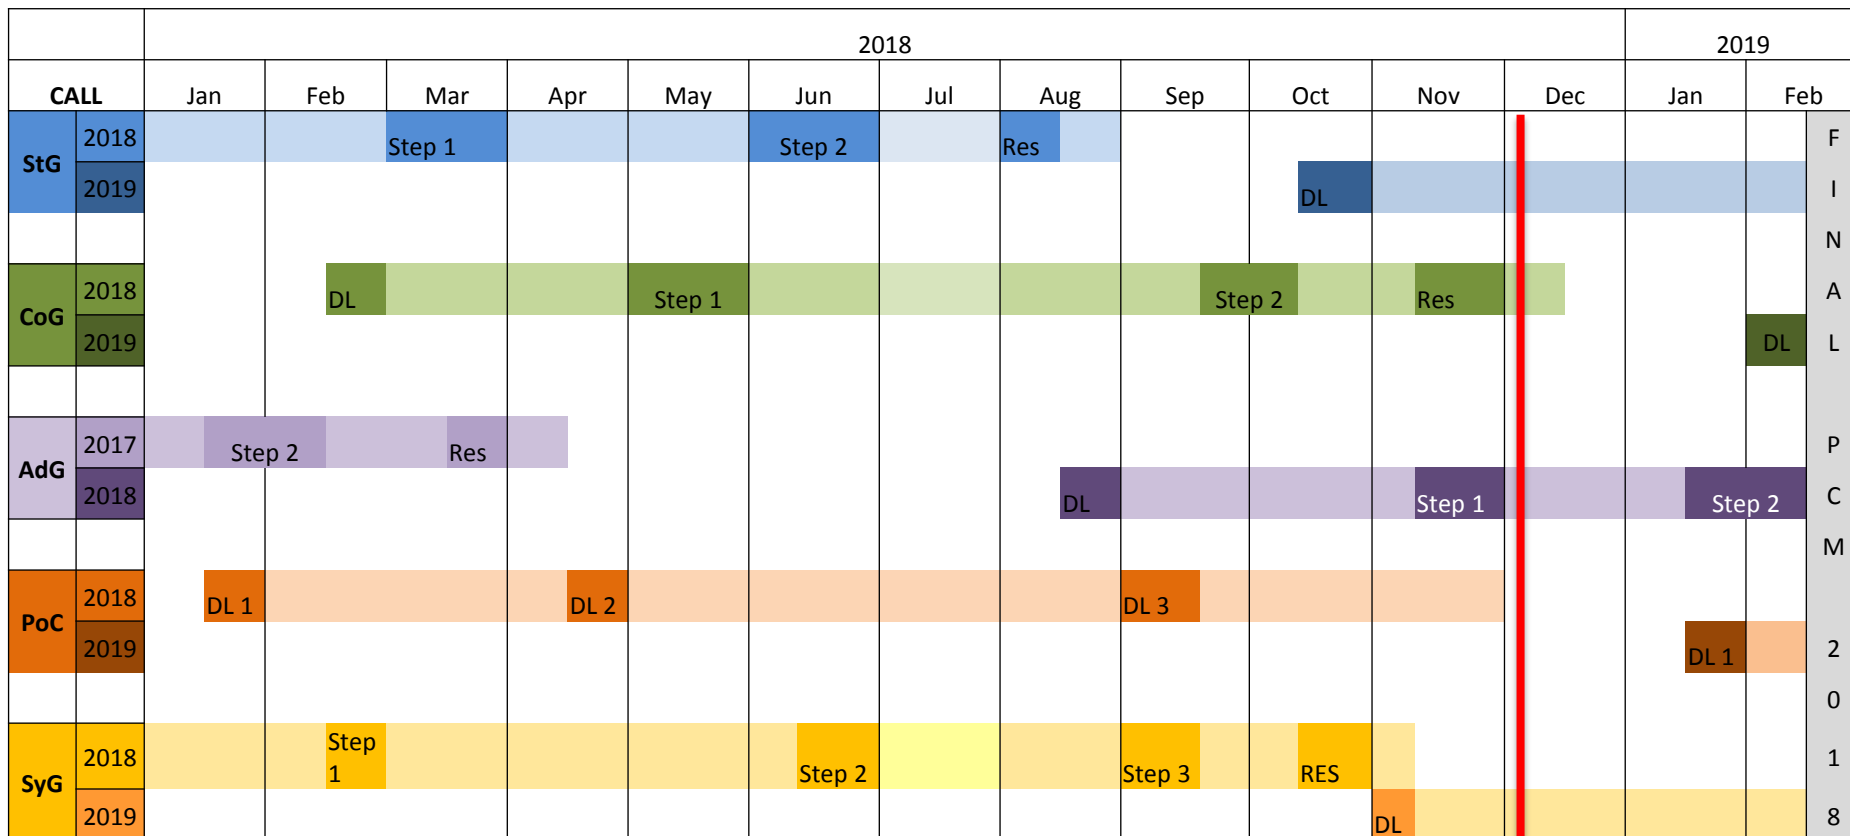 2018 2019
CALL Jan Feb Mar Apr May Jun Jul Aug Sep Oct Nov Dec Jan Feb
StG
2018 Step 1 Step 2 Res F
2019 DL I
N
CoG
2018 DL Step 1 Step 2 Res A
2019 DL L
AdG
2017 Step 2 Res P
2018 DL Step 1 Step 2 C
M
PoC
2018 DL 1 DL 2 DL 3
2019 DL 1 2
0
SyG
2018 Step 1 Step 2 Step 3 RES 1
2019 DL 8